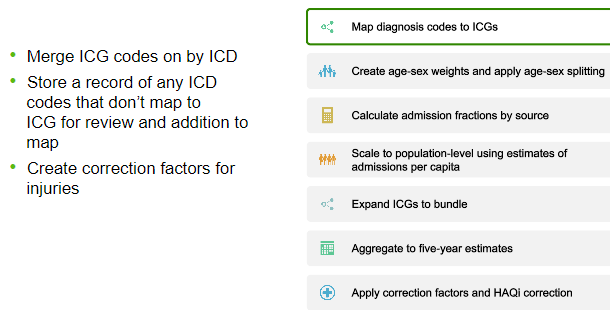 • Merge ICG codes on by ICD
• Store a record of any ICD
codes that don’t map to
ICG for review and addition to
map
• Create correction factors for
injuries
Map diagnosis codes to ICGs
Create age-sex weights and apply age-sex splitting
Calculate admission fractions by source
Scale to population-level using estimates of
admissions per capita
Expand ICGs to bundle
Aggregate to five-year estimates
Apply correction factors and HAQi correction